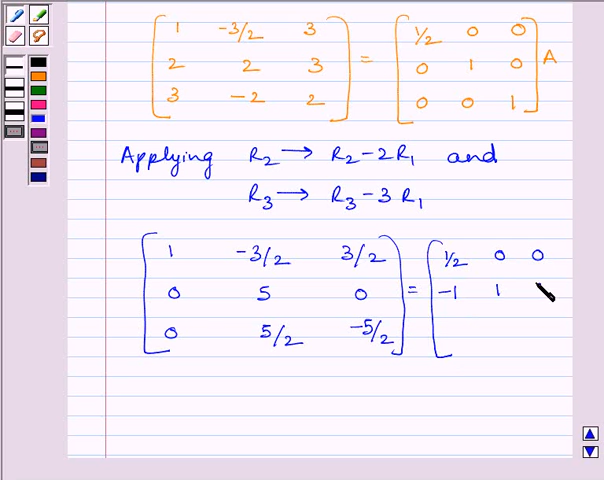 1 -3/2 3 1/2 0 0
2 2 3 = 0 1 0 A
3 -2 2 0 0 1
Applying R2 → R2-2R1 and
R3 → R3-3 R1
1 -3/2 3/2 1/2 0 0
0 5 0 = -1 1
0 5/2 -5/2